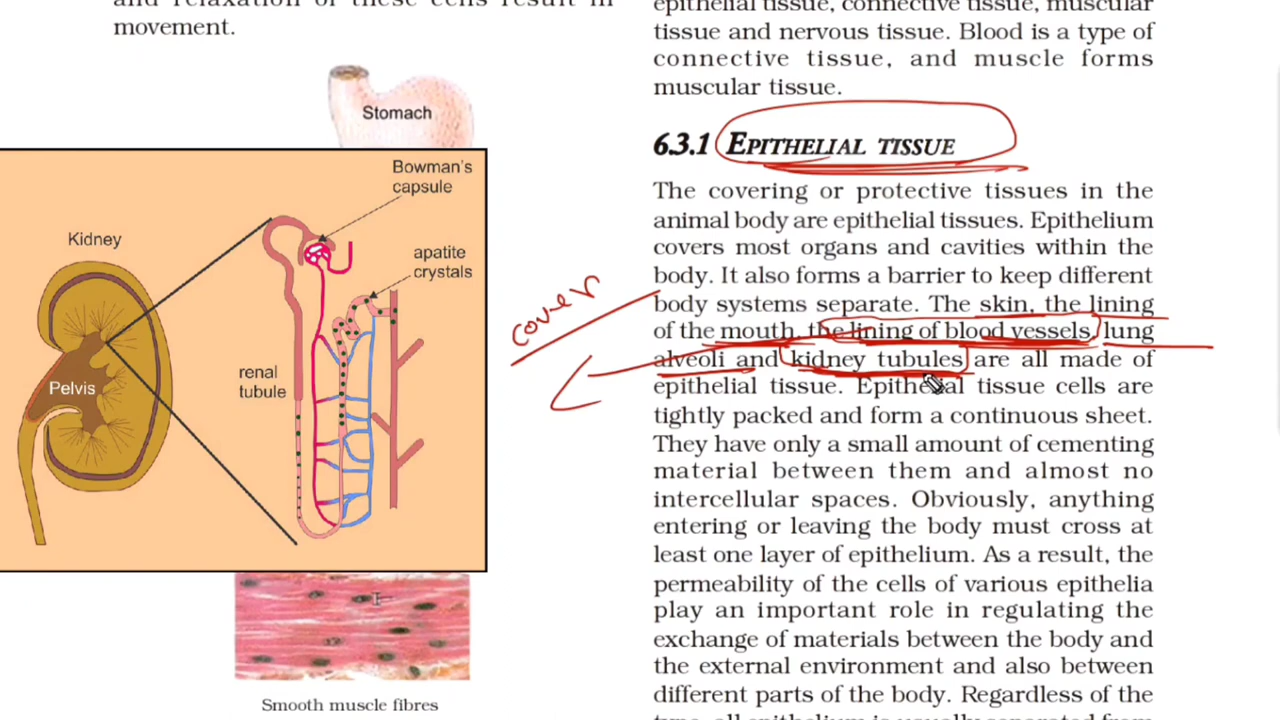 and relaxation of these cells result in
movement.
Stomach
Bowman's
capsule
Kidney
apatite
crystals
renal
tubule
Pelvis
Smooth muscle fibres
cover
epithelial tissue, connective tissue, muscular
tissue and nervous tissue. Blood is a type of
connective tissue, and muscle forms
muscular tissue.
6.3.1 EPITHELIAL TISSUE
The covering or protective tissues in the
animal body are epithelial tissues. Epithelium
covers most organs and cavities within the
body. It also forms a barrier to keep different
body systems separate. The skin, the lining
of the mouth, the lining of blood vessels, lung
alveoli and kidney tubules are all made of
epithelial tissue. Epithelial tissue cells are
tightly packed and form a continuous sheet.
They have only a small amount of cementing
material between them and almost no
intercellular spaces. Obviously, anything
entering or leaving the body must cross at
least one layer of epithelium. As a result, the
permeability of the cells of various epithelia
play an important role in regulating the
exchange of materials between the body and
the external environment and also between
different parts of the body. Regardless of the
type, all epithelium is usually separated from